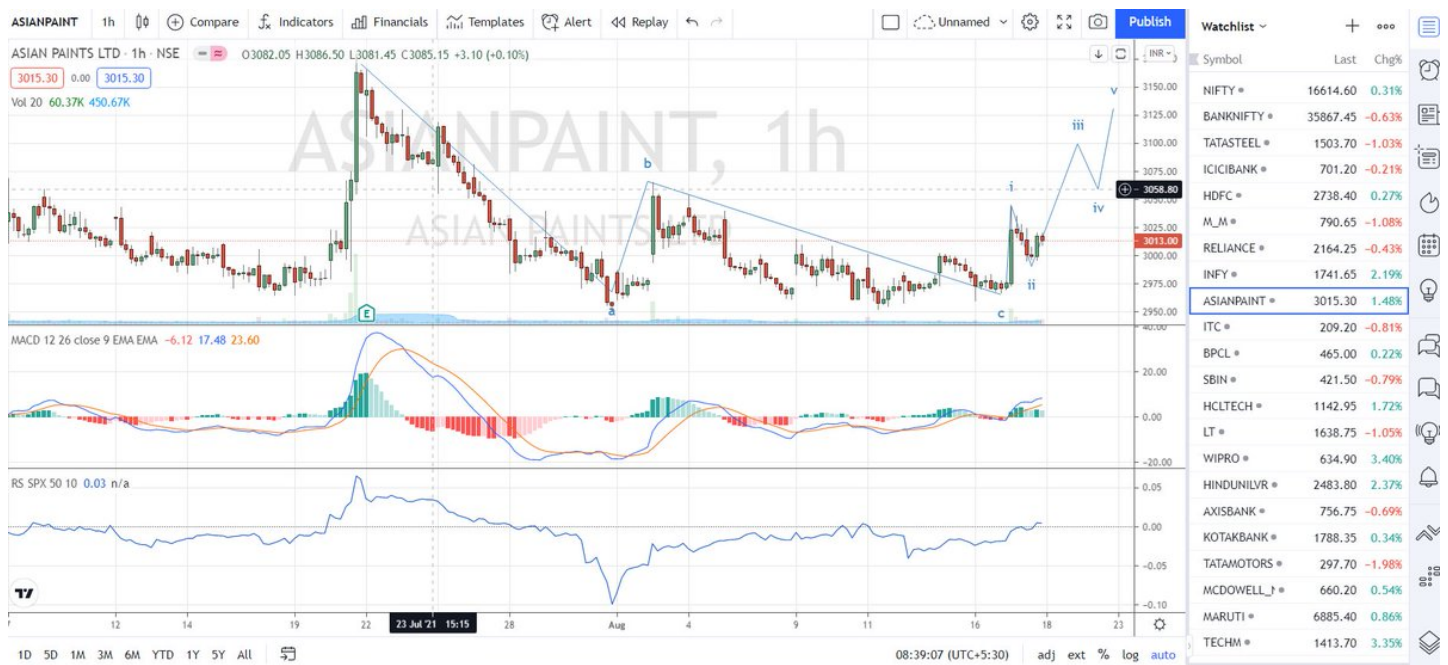 ASIANPAINT 1h Compare Indicators Financials Templates Alert Replay Unnamed Publish
ASIAN PAINTS LTD · 1h · NSE O3082.05 H3086.50 L3081.45 C3085.15 +3.10 (+0.10%) INR
3015.30 0.00 3015.30
Vol 20 60.37K 450.67K
ASIANPAINT, 1h
ASIAN PAINTS LTD
a
b
c
i
ii
iii
iv
v
E
3150.00
3125.00
3100.00
3075.00
3058.80
3050.00
3025.00
3013.00
3000.00
2975.00
2950.00
MACD 12 26 close 9 EMA EMA -6.12 17.48 23.60
40.00
20.00
0.00
-20.00
RS SPX 50 10 0.03 n/a
0.05
0.00
-0.05
-0.10
12 14 19 22 23 Jul '21 15:15 28 Aug 4 9 11 16 18 23
1D 5D 1M 3M 6M YTD 1Y 5Y All 08:39:07 (UTC+5:30) adj ext % log auto
Watchlist
Symbol Last Chg%
NIFTY 16614.60 0.31%
BANKNIFTY 35867.45 -0.63%
TATASTEEL 1503.70 -1.03%
ICICIBANK 701.20 -0.21%
HDFC 2738.40 0.27%
M_M 790.65 -1.08%
RELIANCE 2164.25 -0.43%
INFY 1741.65 2.19%
ASIANPAINT 3015.30 1.48%
ITC 209.20 -0.81%
BPCL 465.00 0.22%
SBIN 421.50 -0.79%
HCLTECH 1142.95 1.72%
LT 1638.75 -1.05%
WIPRO 634.90 3.40%
HINDUNILVR 2483.80 2.37%
AXISBANK 756.75 -0.69%
KOTAKBANK 1788.35 0.34%
TATAMOTORS 297.70 -1.98%
MCDOWELL_ 660.20 0.54%
MARUTI 6885.40 0.86%
TECHM 1413.70 3.35%